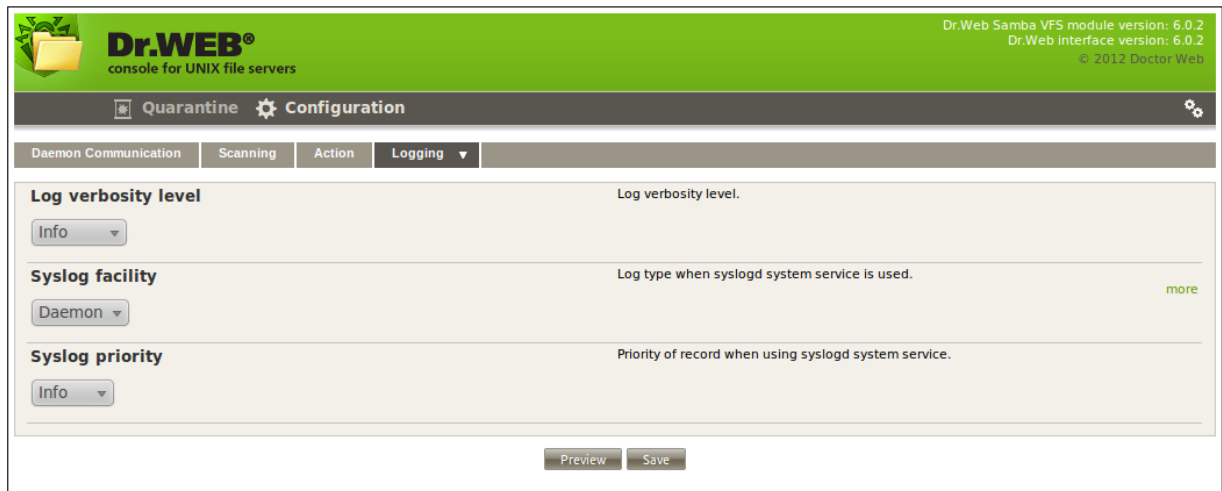 Dr.WEB®
console for UNIX file servers
Dr.Web Samba VFS module version: 6.0.2
Dr.Web interface version: 6.0.2
© 2012 Doctor Web
Quarantine Configuration
Daemon Communication Scanning Action Logging
Log verbosity level
Log verbosity level.
Info
Syslog facility
Log type when syslogd system service is used.
more
Daemon
Syslog priority
Priority of record when using syslogd system service.
Info
Preview Save